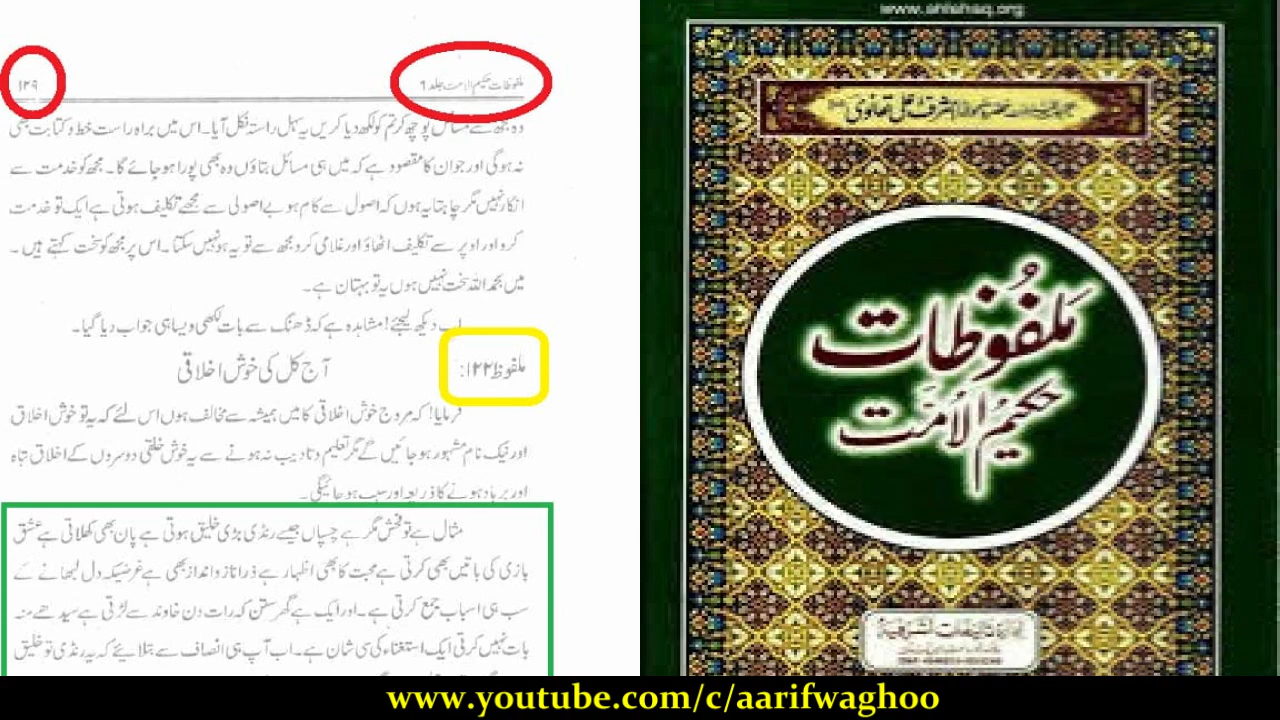 ملفوظات حکیم الامت جلد ٦
١٢٩
وہ مجھ سے مسائل پوچھ کر تم کو لکھ دیا کریں یہ سہل راستہ نکل آیا۔ اس میں براہ راست خط و کتابت بھی
نہ ہوگی اور جو ان کا مقصود ہے کہ میں ہی مسائل بتاؤں وہ بھی پورا ہو جائے گا۔ مجھ کو خدمت سے
انکار نہیں مگر چاہتا یہ ہوں کہ اصول سے کام ہو بے اصولی سے مجھے تکلیف ہوتی ہے ایک تو خدمت
کرو اور اوپر سے تکلیف اٹھاؤ اور غلامی کرو مجھ سے تو یہ ہو نہیں سکتا۔ اس پر مجھ کو سخت کہتے ہیں۔
میں بحمد اللہ سخت نہیں ہوں یہ تو بہتان ہے۔
اب دیکھ لیجئے! مشاہدہ ہے کہ ڈھنگ سے بات لکھی ویسا ہی جواب دیا گیا۔
ملفوظ ١٢٢: آج کل کی خوش اخلاقی
فرمایا! کہ مروج خوش اخلاقی کا میں ہمیشہ سے مخالف ہوں اس لئے کہ یہ تو خوش اخلاق
اور نیک نام مشہور ہو جائیں گے مگر تعلیم و تادیب نہ ہونے سے یہ خوش خلقی دوسروں کے اخلاق تباہ
اور برباد ہونے کا ذریعہ اور سبب ہو جائیگی۔
مثال ہے تو فحش مگر ہے چسپاں جیسے رنڈی بڑی خلیق ہوتی ہے پان بھی کھلاتی ہے عشق
بازی کی باتیں بھی کرتی ہے محبت کا بھی اظہار ہے ذرا ناز و انداز بھی ہے غرضیکہ دل لبھانے کے
سب ہی اسباب جمع کرتی ہے۔ اور ایک ہے گھر ستن کہ رات دن خاوند سے لڑتی ہے سیدھے منہ
بات نہیں کرتی ایک استغناء کی سی شان ہے۔ اب آپ ہی انصاف سے بتلائیے کہ یہ رنڈی تو خلیق
www.ahlehaq.org
اشرف علی تھانوی
ملفوظات
حکیم الامت
www.youtube.com/c/aarifwaghoo